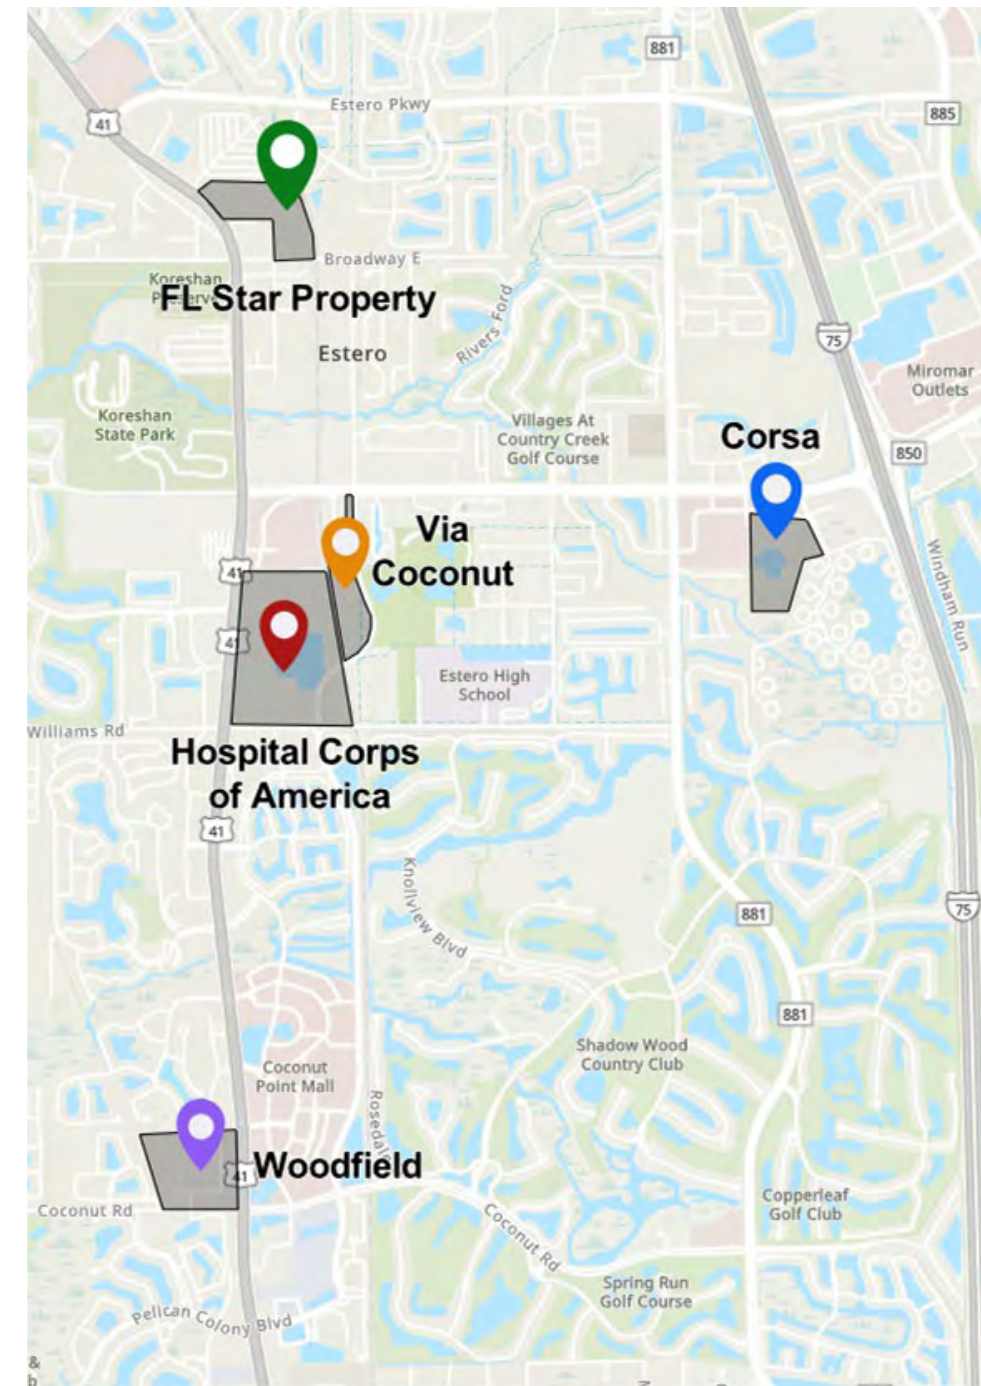 881
Estero Pkwy
885
41
Broadway E
Koreshan
FL Star Property
Rivers Ford
75
Estero
Miromar
Outlets
Koreshan
State Park
Villages At
Country Creek
Golf Course
Corsa
850
Via
Coconut
41
Windham Run
41
Estero High
School
Williams Rd
Hospital Corps
of America
41
Knollview Blvd
881
75
881
Shadow Wood
Country Club
Coconut
Point Mall
Woodfield
41
Copperleaf
Golf Club
Coconut Rd
Coconut Rd
Spring Run
Golf Course
Pelican Colony Blvd
&